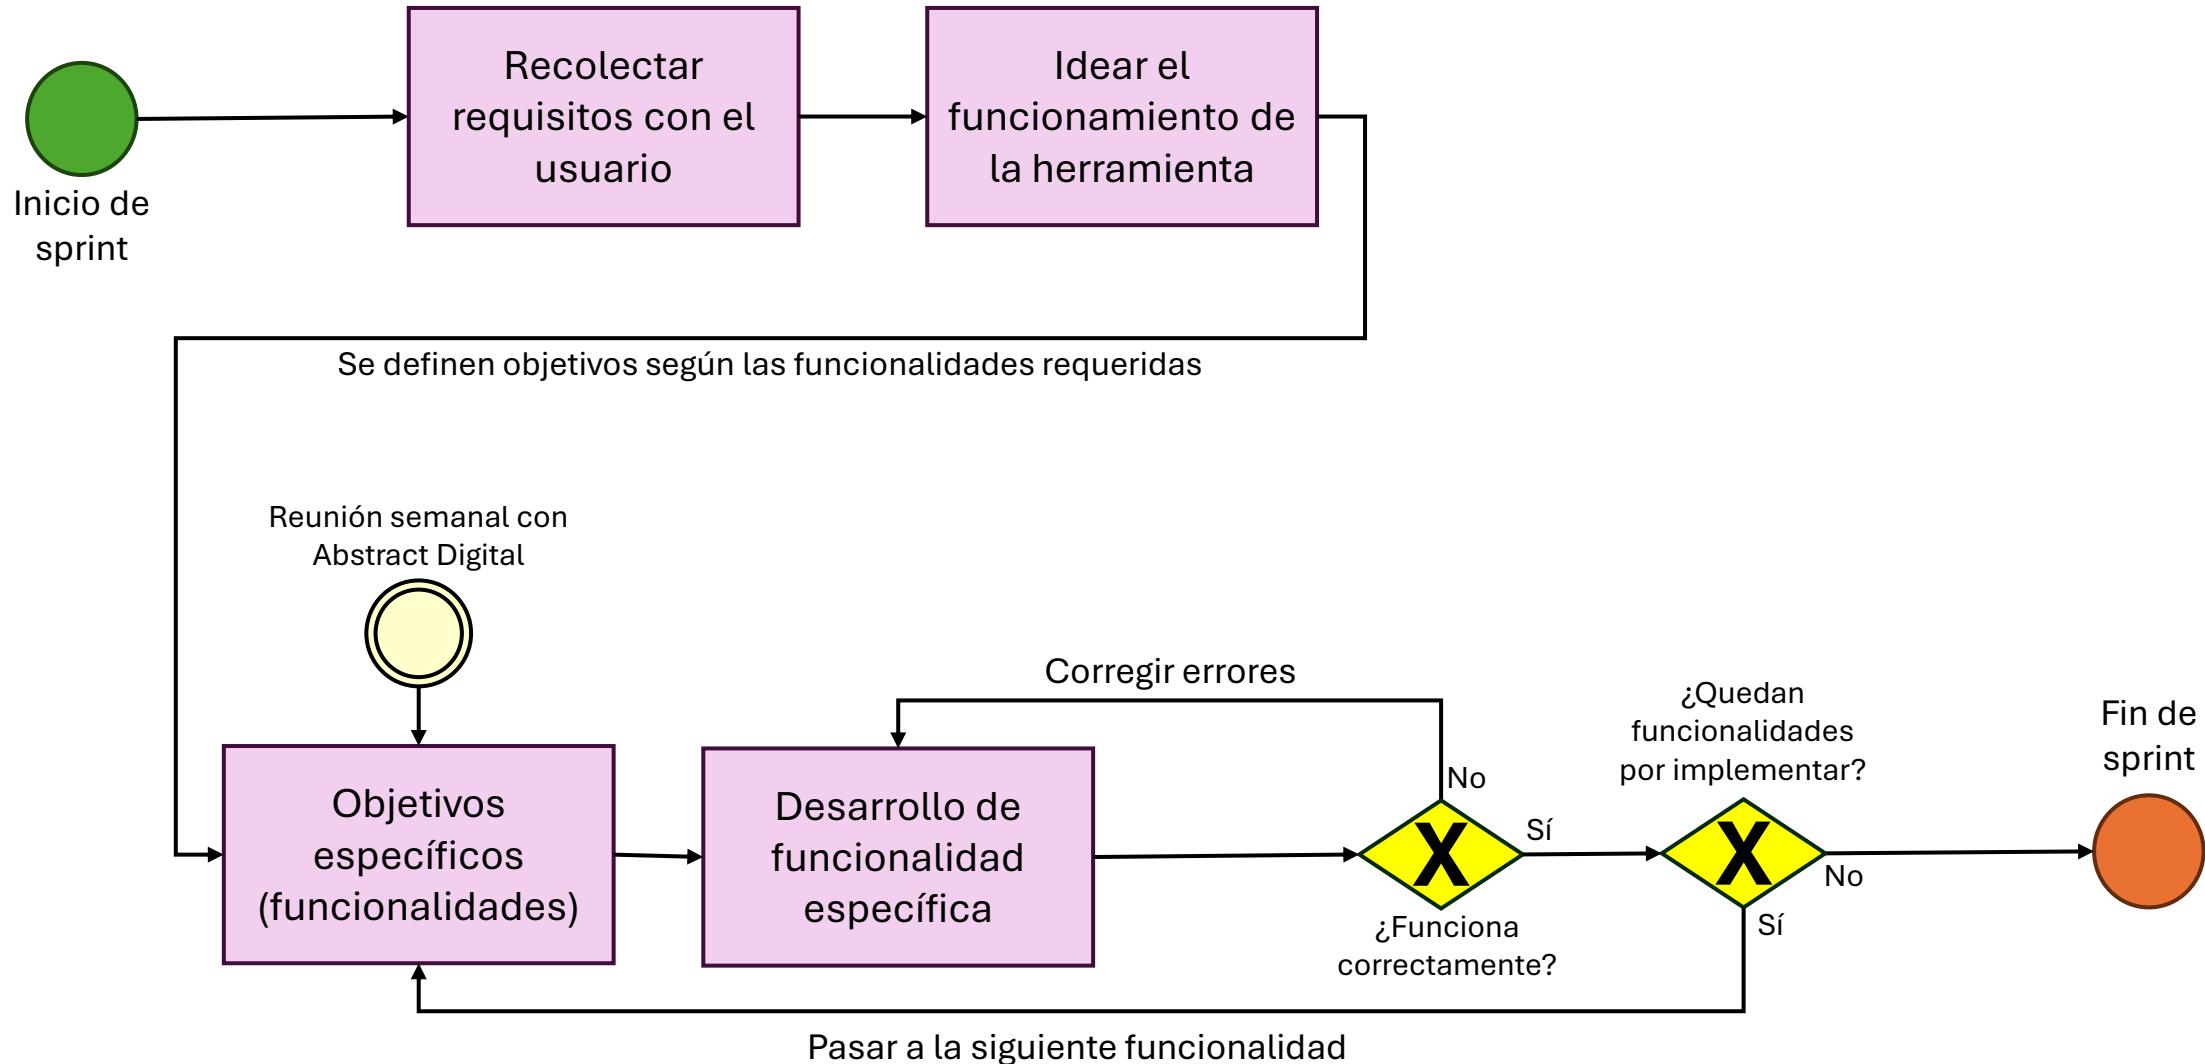 Recolectar
requisitos con el
usuario
Idear el
funcionamiento de
la herramienta
Inicio de
sprint
Se definen objetivos según las funcionalidades requeridas
Reunión semanal con
Abstract Digital
Corregir errores
¿Quedan
funcionalidades
por implementar?
Fin de
sprint
Objetivos
específicos
(funcionalidades)
Desarrollo de
funcionalidad
específica
No
X
Sí
X
No
¿Funciona
correctamente?
Sí
Pasar a la siguiente funcionalidad